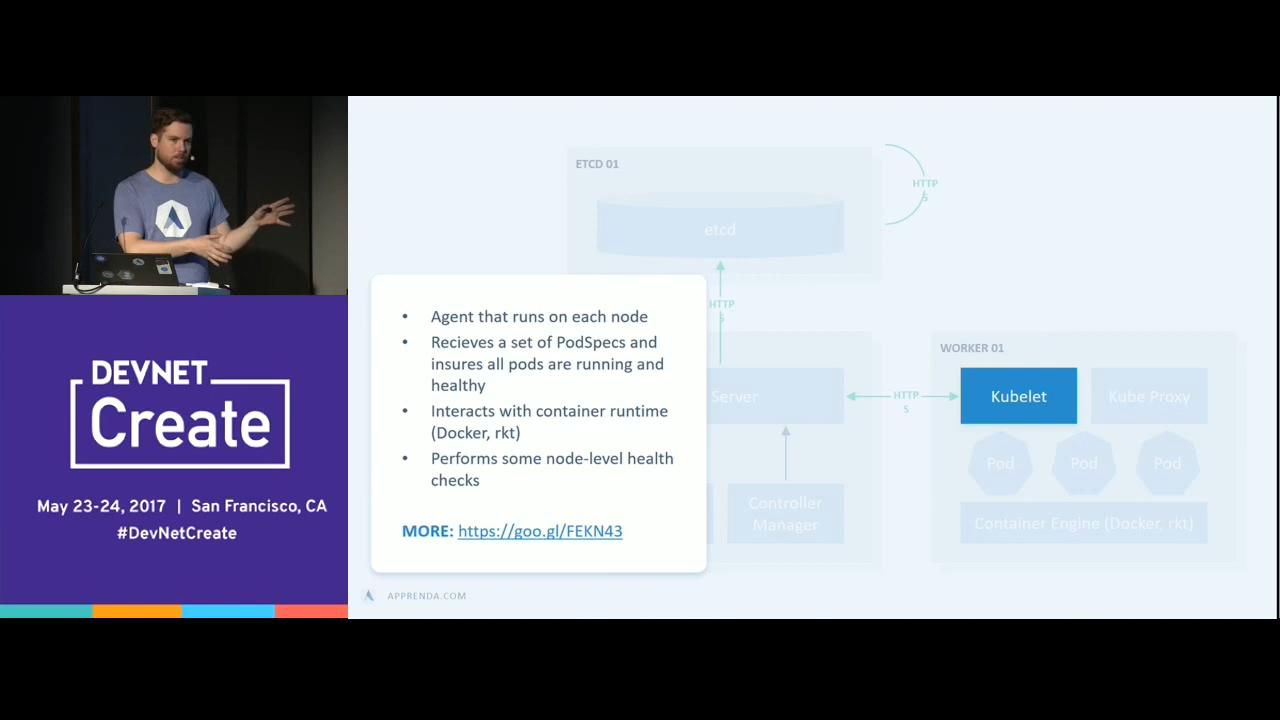 DEVNET
Create
May 23-24, 2017 | San Francisco, CA
#DevNetCreate
ETCD 01
etcd
HTTP
S
HTTP
S
• Agent that runs on each node
• Recieves a set of PodSpecs and
insures all pods are running and
healthy
• Interacts with container runtime
(Docker, rkt)
• Performs some node-level health
checks
MORE: https://goo.gl/FEKN43
Server
HTTP
S
Controller
Manager
WORKER 01
Kubelet
Kube Proxy
Pod
Pod
Pod
Container Engine (Docker, rkt)
APPRENDA.COM